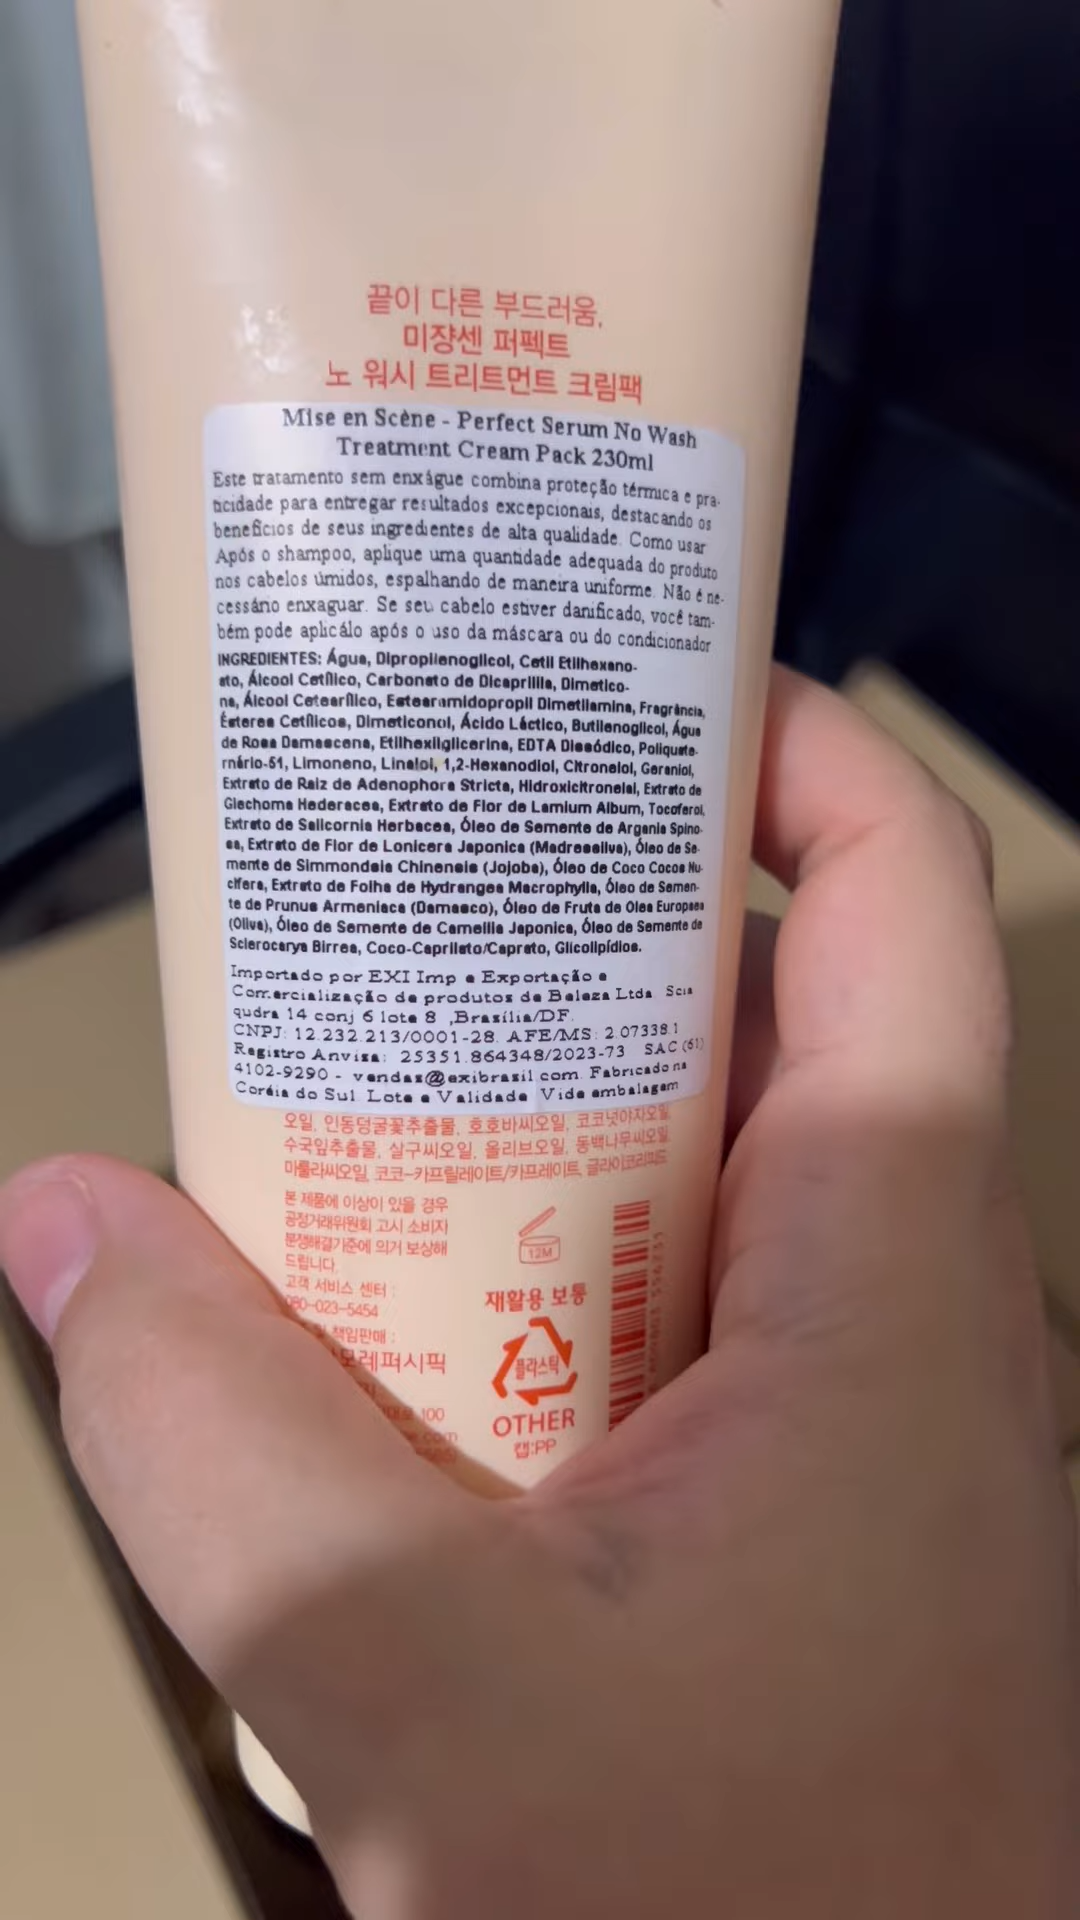 끝이 다른 부드러움,
미쟝센 퍼펙트
노 워시 트리트먼트 크림팩
Mise en Scène - Perfect Serum No Wash
Treatment Cream Pack 230ml
Este tratamento sem enxágue combina proteção térmica e pra-
ticidade para entregar resultados excepcionais, destacando os
benefícios de seus ingredientes de alta qualidade. Como usar
Após o shampoo, aplique uma quantidade adequada do produto
nos cabelos úmidos, espalhando de maneira uniforme. Não é ne-
cessário enxaguar. Se seu cabelo estiver danificado, você tam-
bém pode aplicálo após o uso da máscara ou do condicionador
INGREDIENTES: Água, Dipropilenoglicol, Cetil Etilhexano-
ato, Álcool Cetílico, Carbonato de Dicaprilila, Dimetico-
na, Álcool Cetearílico, Estearamidopropil Dimetilamina, Fragrância,
Ésteres Cetílicos, Dimeticonol, Ácido Láctico, Butilenoglicol, Água
de Rosa Damascena, Etilhexilglicerina, EDTA Dissódico, Poliquate-
rnário-51, Limoneno, Linalol, 1,2-Hexanodiol, Citronelol, Geraniol,
Extrato de Raiz de Adenophora Stricta, Hidroxicitronelal, Extrato de
Glechoma Hederacea, Extrato de Flor de Lamium Album, Tocoferol,
Extrato de Salicornia Herbacea, Óleo de Semente de Argania Spino-
sa, Extrato de Flor de Lonicera Japonica (Madressilva), Óleo de Se-
mente de Simmondsia Chinensis (Jojoba), Óleo de Coco Cocos Nu-
cifera, Extrato de Folha de Hydrangea Macrophylla, Óleo de Semen-
te de Prunus Armeniaca (Damasco), Óleo de Fruta de Olea Europaea
(Oliva), Óleo de Semente de Camellia Japonica, Óleo de Semente de
Sclerocarya Birrea, Coco-Caprilato/Caprato, Glicolipídios.
Importado por EXI Imp e Exportação e
Comercialização de produtos de Beleza Ltda Scia
qudra 14 conj 6 lote 8 ,Brasília/DF.
CNPJ: 12.232.213/0001-28. AFE/MS: 2.07338.1
Registro Anvisa: 25351.864348/2023-73 SAC (61)
4102-9290 - vendas@exibrasil.com. Fabricado na
Coréia do Sul. Lote e Validade Vide embalagem
오일, 인동덩굴꽃추출물, 호호바씨오일, 코코넛야자오일,
수국잎추출물, 살구씨오일, 올리브오일, 동백나무씨오일,
마룰라씨오일, 코코-카프릴레이트/카프레이트, 글라이코리피드
본 제품에 이상이 있을 경우
공정거래위원회 고시 소비자
분쟁해결기준에 의거 보상해
드립니다.
고객 서비스 센터 :
080-023-5454
책임판매 :
모레퍼시픽
100
12M
재활용 보통
플라스틱
OTHER
캡:PP